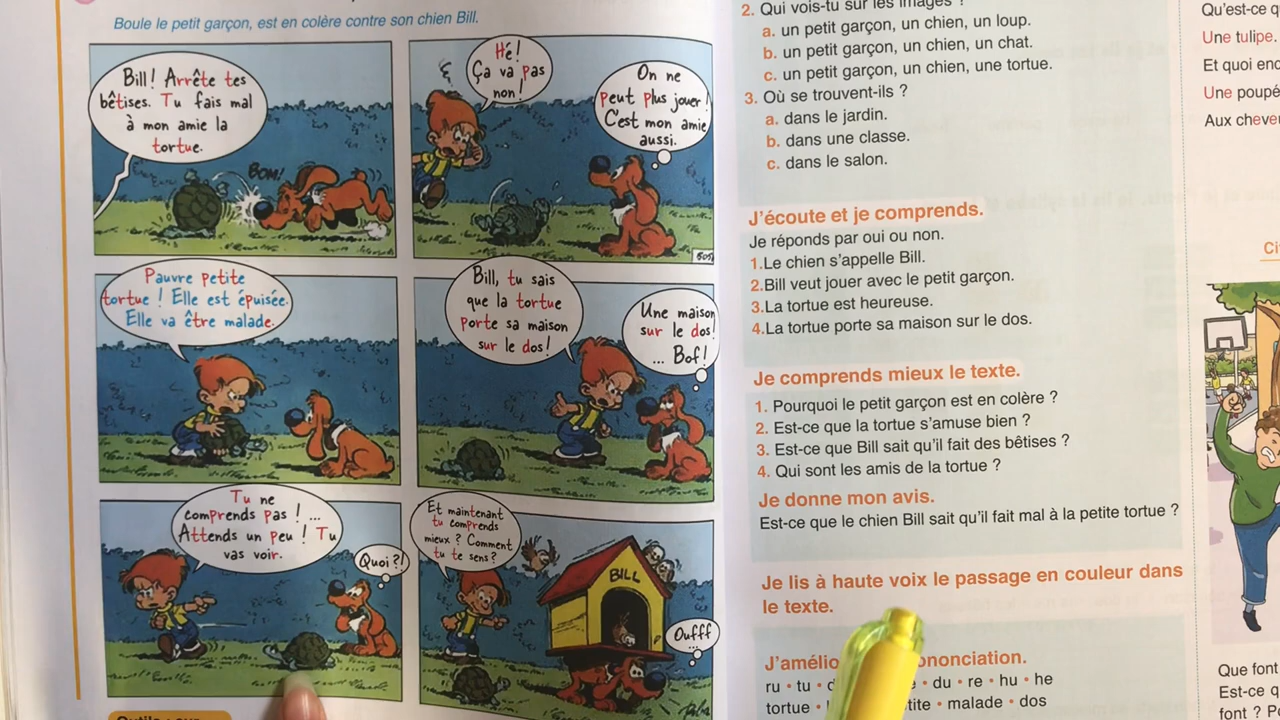 Boule le petit garçon, est en colère contre son chien Bill.
Bill! Arrête tes
bêtises. Tu fais mal
à mon amie la
tortue.
BOM!
Hé!
Ça va pas
non!
On ne
peut plus jouer!
C'est mon amie
aussi.
Pauvre petite
tortue! Elle est épuisée.
Elle va être malade.
Bill, tu sais
que la tortue
porte sa maison
sur le dos!
Une maison
sur le dos!
... Bof!
Tu ne
comprends pas! ...
Attends un peu! Tu
vas voir.
Quoi?!
Et maintenant
tu comprends
mieux? Comment
tu te sens?
BILL
Oufff
...
2. Qui vois-tu sur les images ?
a. un petit garçon, un chien, un loup.
b. un petit garçon, un chien, un chat.
c. un petit garçon, un chien, une tortue.
3. Où se trouvent-ils ?
a. dans le jardin.
b. dans une classe.
c. dans le salon.
J'écoute et je comprends.
Je réponds par oui ou non.
1.Le chien s'appelle Bill.
2.Bill veut jouer avec le petit garçon.
3.La tortue est heureuse.
4.La tortue porte sa maison sur le dos.
Je comprends mieux le texte.
1. Pourquoi le petit garçon est en colère ?
2. Est-ce que la tortue s'amuse bien ?
3. Est-ce que Bill sait qu'il fait des bêtises ?
4. Qui sont les amis de la tortue ?
Je donne mon avis.
Est-ce que le chien Bill sait qu'il fait mal à la petite tortue ?
Je lis à haute voix le passage en couleur dans
le texte.
J'amélio ononciation.
ru • tu • e • du • re • hu • he
tortue • tite • malade • dos
Qu'est-ce q
Une tulipe.
Et quoi enc
Une poupé
Aux cheve
Ci
Que font
Est-ce q
font ? P